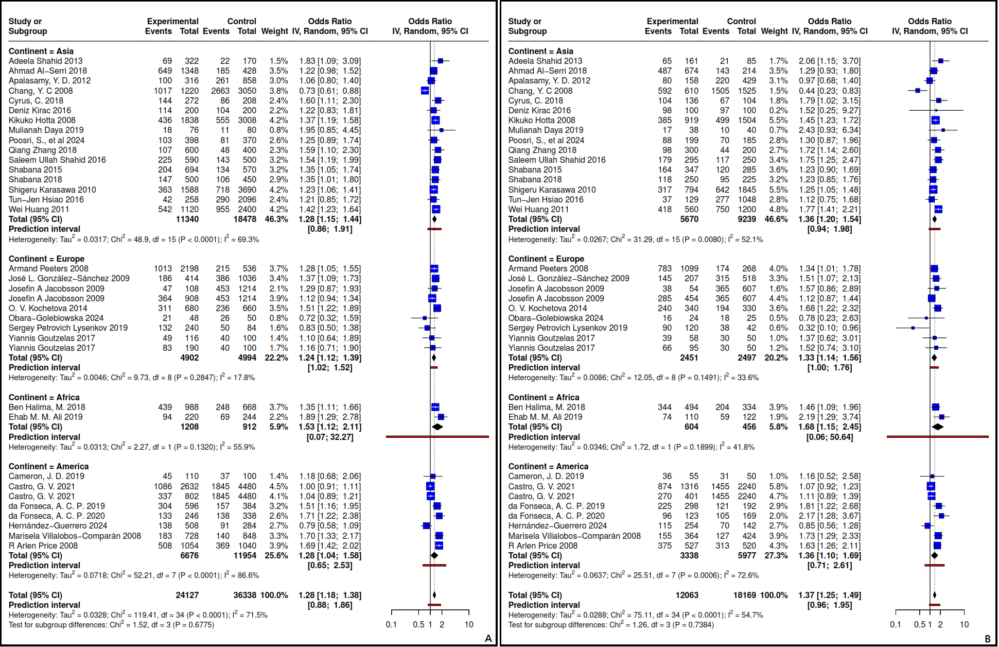 Study or Experimental Control Odds Ratio Odds Ratio
Subgroup Events Total Events Total Weight IV, Random, 95% CI IV, Random, 95% CI
Continent = Asia
Adeela Shahid 2013 69 322 22 170 1.5% 1.83 [1.09; 3.09]
Ahmad Al−Serri 2018 649 1348 185 428 3.5% 1.22 [0.98; 1.52]
Apalasamy, Y. D. 2012 100 316 261 858 3.0% 1.06 [0.80; 1.40]
Chang, Y. C 2008 1017 1220 2663 3050 3.8% 0.73 [0.61; 0.88]
Cyrus, C. 2018 144 272 86 208 2.4% 1.60 [1.11; 2.30]
Deniz Kirac 2016 114 200 104 200 2.2% 1.22 [0.83; 1.81]
Kikuko Hotta 2008 436 1838 555 3008 4.2% 1.37 [1.19; 1.58]
Mulianah Daya 2019 18 76 11 80 0.8% 1.95 [0.85; 4.45]
Poosri, S., et al 2024 103 398 81 370 2.6% 1.25 [0.89; 1.74]
Qiang Zhang 2018 107 600 48 400 2.3% 1.59 [1.10; 2.30]
Saleem Ullah Shahid 2016 225 590 143 500 3.2% 1.54 [1.19; 1.99]
Shabana 2015 204 694 134 570 3.2% 1.35 [1.05; 1.74]
Shabana 2018 147 500 106 450 2.9% 1.35 [1.01; 1.80]
Shigeru Karasawa 2010 363 1588 718 3690 4.2% 1.23 [1.06; 1.41]
Tun−Jen Hsiao 2016 42 258 290 2096 2.4% 1.21 [0.85; 1.72]
Wei Huang 2011 542 1120 955 2400 4.2% 1.42 [1.23; 1.64]
Total (95% CI) 11340 18478 46.3% 1.28 [1.15; 1.44]
Prediction interval [0.86; 1.91]
Heterogeneity: Tau² = 0.0317; Chi² = 48.9, df = 15 (P < 0.0001); I² = 69.3%
Continent = Europe
Armand Peeters 2008 1013 2198 215 536 3.7% 1.28 [1.05; 1.55]
José L. González−Sánchez 2009 186 414 386 1036 3.4% 1.37 [1.09; 1.73]
Josefin A Jacobsson 2009 47 108 453 1214 2.1% 1.29 [0.87; 1.93]
Josefin A Jacobsson 2009 364 908 453 1214 3.9% 1.12 [0.94; 1.34]
O. V. Kochetova 2014 311 680 236 660 3.5% 1.51 [1.22; 1.89]
Obara−Golebiowska 2024 21 48 26 50 0.8% 0.72 [0.32; 1.59]
Sergey Petrovich Lysenkov 2019 132 240 50 84 1.6% 0.83 [0.50; 1.38]
Yiannis Goutzelas 2017 49 116 40 100 1.4% 1.10 [0.64; 1.89]
Yiannis Goutzelas 2017 83 190 40 100 1.7% 1.16 [0.71; 1.90]
Total (95% CI) 4902 4994 22.2% 1.24 [1.12; 1.39]
Prediction interval [1.02; 1.52]
Heterogeneity: Tau² = 0.0046; Chi² = 9.73, df = 8 (P = 0.2847); I² = 17.8%
Continent = Africa
Ben Halima, M. 2018 439 988 248 668 3.7% 1.35 [1.11; 1.66]
Ehab M. M. Ali 2019 94 220 69 244 2.2% 1.89 [1.29; 2.78]
Total (95% CI) 1208 912 5.9% 1.53 [1.12; 2.11]
Prediction interval [0.07; 32.27]
Heterogeneity: Tau² = 0.0313; Chi² = 2.27, df = 1 (P = 0.1320); I² = 55.9%
Continent = America
Cameron, J. D. 2019 45 110 37 100 1.4% 1.18 [0.68; 2.06]
Castro, G. V. 2021 1086 2632 1845 4480 4.5% 1.00 [0.91; 1.11]
Castro, G. V. 2021 337 802 1845 4480 4.1% 1.04 [0.89; 1.21]
da Fonseca, A. C. P. 2019 304 596 157 384 3.2% 1.51 [1.16; 1.95]
da Fonseca, A. C. P. 2020 133 246 138 338 2.6% 1.71 [1.22; 2.38]
Hernández−Guerrero 2024 138 508 91 284 2.7% 0.79 [0.58; 1.09]
Marisela Villalobos−Comparán 2008 183 728 140 848 3.4% 1.70 [1.33; 2.17]
R Arlen Price 2008 508 1054 369 1040 3.9% 1.69 [1.42; 2.02]
Total (95% CI) 6676 11954 25.6% 1.28 [1.04; 1.58]
Prediction interval [0.65; 2.53]
Heterogeneity: Tau² = 0.0718; Chi² = 52.21, df = 7 (P < 0.0001); I² = 86.6%
Total (95% CI) 24127 36338 100.0% 1.28 [1.18; 1.38]
Prediction interval [0.88; 1.86]
Heterogeneity: Tau² = 0.0328; Chi² = 119.41, df = 34 (P < 0.0001); I² = 71.5%
Test for subgroup differences: Chi² = 1.52, df = 3 (P = 0.6775)
0.1 0.5 1 2 10
A
Study or Experimental Control Odds Ratio Odds Ratio
Subgroup Events Total Events Total Weight IV, Random, 95% CI IV, Random, 95% CI
Continent = Asia
Adeela Shahid 2013 65 161 21 85 1.7% 2.06 [1.15; 3.70]
Ahmad Al−Serri 2018 487 674 143 214 3.5% 1.29 [0.93; 1.80]
Apalasamy, Y. D. 2012 80 158 220 429 3.1% 0.97 [0.68; 1.40]
Chang, Y. C 2008 592 610 1505 1525 1.5% 0.44 [0.23; 0.83]
Cyrus, C. 2018 104 136 67 104 1.8% 1.79 [1.02; 3.15]
Deniz Kirac 2016 98 100 97 100 0.2% 1.52 [0.25; 9.27]
Kikuko Hotta 2008 385 919 499 1504 5.5% 1.45 [1.23; 1.72]
Mulianah Daya 2019 17 38 10 40 0.7% 2.43 [0.93; 6.34]
Poosri, S., et al 2024 88 199 70 185 2.8% 1.30 [0.87; 1.96]
Qiang Zhang 2018 98 300 44 200 2.7% 1.72 [1.14; 2.60]
Saleem Ullah Shahid 2016 179 295 117 250 3.4% 1.75 [1.25; 2.47]
Shabana 2015 164 347 120 285 3.6% 1.23 [0.90; 1.69]
Shabana 2018 118 250 95 225 3.2% 1.23 [0.85; 1.76]
Shigeru Karasawa 2010 317 794 642 1845 5.5% 1.25 [1.05; 1.48]
Tun−Jen Hsiao 2016 37 129 277 1048 2.8% 1.12 [0.75; 1.68]
Wei Huang 2011 418 560 750 1200 4.8% 1.77 [1.41; 2.21]
Total (95% CI) 5670 9239 46.6% 1.36 [1.20; 1.54]
Prediction interval [0.94; 1.98]
Heterogeneity: Tau² = 0.0267; Chi² = 31.29, df = 15 (P = 0.0080); I² = 52.1%
Continent = Europe
Armand Peeters 2008 783 1099 174 268 4.0% 1.34 [1.01; 1.78]
José L. González−Sánchez 2009 145 207 315 518 3.3% 1.51 [1.07; 2.13]
Josefin A Jacobsson 2009 38 54 365 607 1.6% 1.57 [0.86; 2.89]
Josefin A Jacobsson 2009 285 454 365 607 4.4% 1.12 [0.87; 1.44]
O. V. Kochetova 2014 240 340 194 330 3.6% 1.68 [1.22; 2.32]
Obara−Golebiowska 2024 16 24 18 25 0.5% 0.78 [0.23; 2.63]
Sergey Petrovich Lysenkov 2019 90 120 38 42 0.6% 0.32 [0.10; 0.96]
Yiannis Goutzelas 2017 39 58 30 50 1.0% 1.37 [0.62; 3.01]
Yiannis Goutzelas 2017 66 95 30 50 1.2% 1.52 [0.74; 3.10]
Total (95% CI) 2451 2497 20.2% 1.33 [1.14; 1.56]
Prediction interval [1.00; 1.76]
Heterogeneity: Tau² = 0.0086; Chi² = 12.05, df = 8 (P = 0.1491); I² = 33.6%
Continent = Africa
Ben Halima, M. 2018 344 494 204 334 3.9% 1.46 [1.09; 1.96]
Ehab M. M. Ali 2019 74 110 59 122 1.9% 2.19 [1.29; 3.74]
Total (95% CI) 604 456 5.8% 1.68 [1.15; 2.45]
Prediction interval [0.06; 50.64]
Heterogeneity: Tau² = 0.0346; Chi² = 1.72, df = 1 (P = 0.1899); I² = 41.8%
Continent = America
Cameron, J. D. 2019 36 55 31 50 1.0% 1.16 [0.52; 2.58]
Castro, G. V. 2021 874 1316 1455 2240 5.8% 1.07 [0.92; 1.23]
Castro, G. V. 2021 270 401 1455 2240 4.7% 1.11 [0.89; 1.39]
da Fonseca, A. C. P. 2019 225 298 121 192 2.9% 1.81 [1.22; 2.68]
da Fonseca, A. C. P. 2020 96 123 105 169 2.0% 2.17 [1.28; 3.67]
Hernández−Guerrero 2024 115 254 70 142 2.7% 0.85 [0.56; 1.28]
Marisela Villalobos−Comparán 2008 155 364 127 424 3.9% 1.73 [1.29; 2.33]
R Arlen Price 2008 375 527 313 520 4.3% 1.63 [1.26; 2.11]
Total (95% CI) 3338 5977 27.3% 1.36 [1.10; 1.69]
Prediction interval [0.71; 2.61]
Heterogeneity: Tau² = 0.0637; Chi² = 25.51, df = 7 (P = 0.0006); I² = 72.6%
Total (95% CI) 12063 18169 100.0% 1.37 [1.25; 1.49]
Prediction interval [0.96; 1.95]
Heterogeneity: Tau² = 0.0288; Chi² = 75.11, df = 34 (P < 0.0001); I² = 54.7%
Test for subgroup differences: Chi² = 1.26, df = 3 (P = 0.7384)
0.1 0.5 1 2 10
B